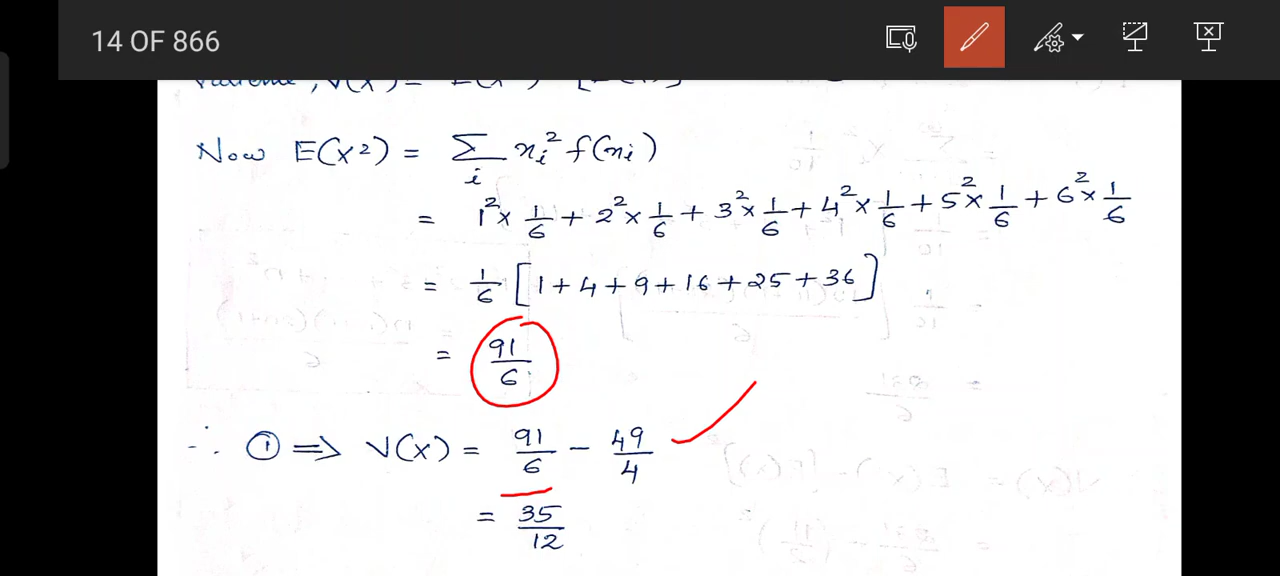 14 OF 866
Now E(X²) = Σᵢ nᵢ² f(nᵢ)
= 1² × 1/6 + 2² × 1/6 + 3² × 1/6 + 4² × 1/6 + 5² × 1/6 + 6² × 1/6
= 1/6 [1 + 4 + 9 + 16 + 25 + 36]
= 91/6
∴ ① ⇒ V(X) = 91/6 − 49/4
= 35/12